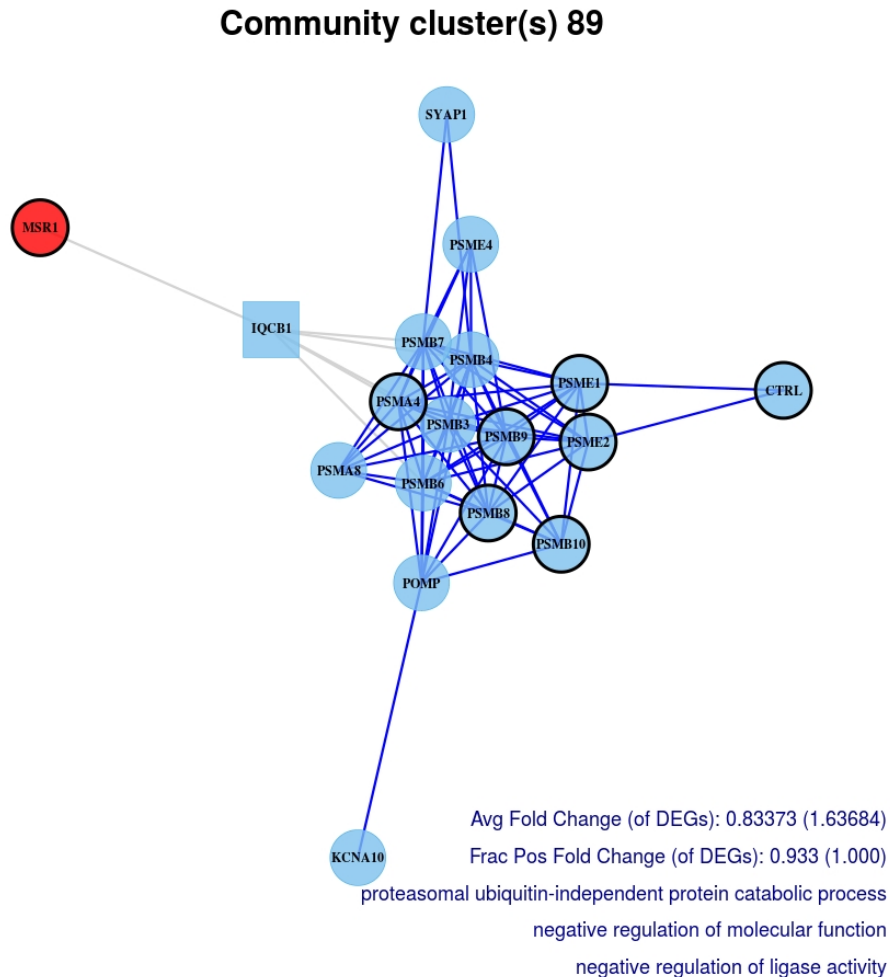 Community cluster(s) 89
SYAP1
MSR1
PSME4
IQCB1
PSMB7
PSMB4
PSME1
CTRL
PSMA4
PSMB3
PSMB9
PSME2
PSMA8
PSMB6
PSMB8
PSMB10
POMP
Avg Fold Change (of DEGs): 0.83373 (1.63684)
KCNA10
Frac Pos Fold Change (of DEGs): 0.933 (1.000)
proteasomal ubiquitin-independent protein catabolic process
negative regulation of molecular function
negative regulation of ligase activity